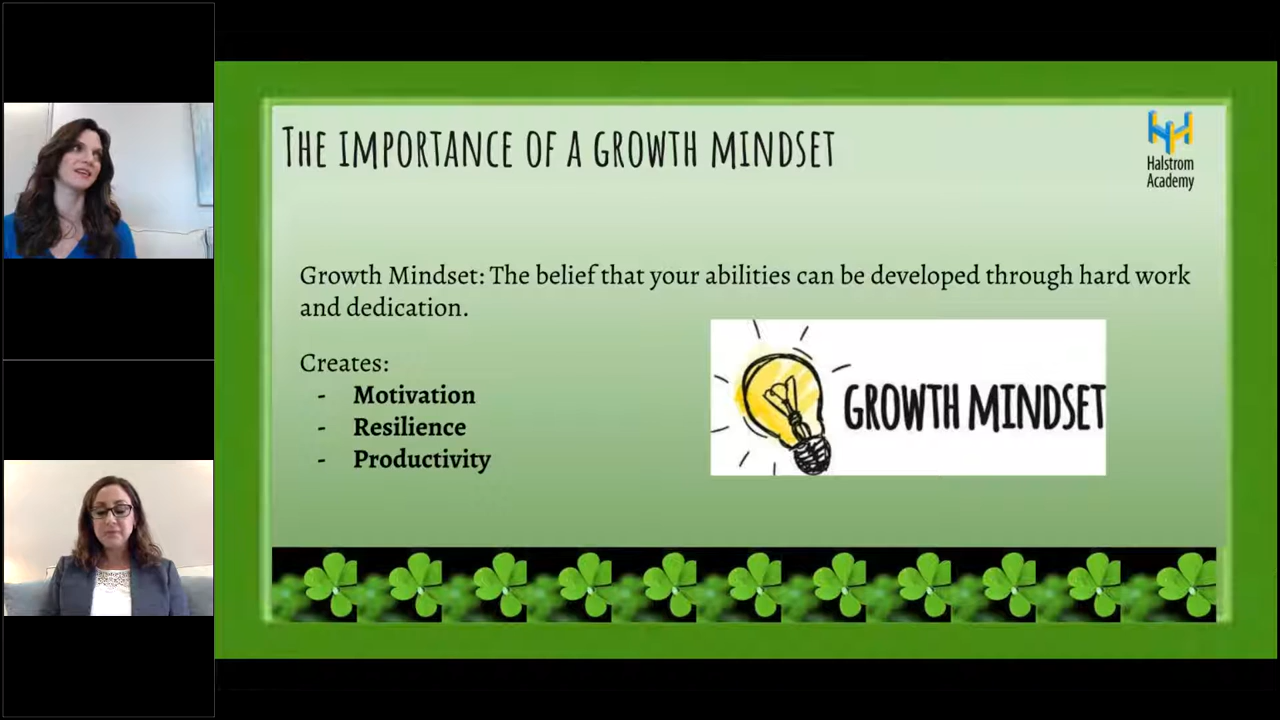 The importance of a growth mindset
Halstrom
Academy
Growth Mindset: The belief that your abilities can be developed through hard work
and dedication.
Creates:
- Motivation
- Resilience
- Productivity
GROWTH MINDSET